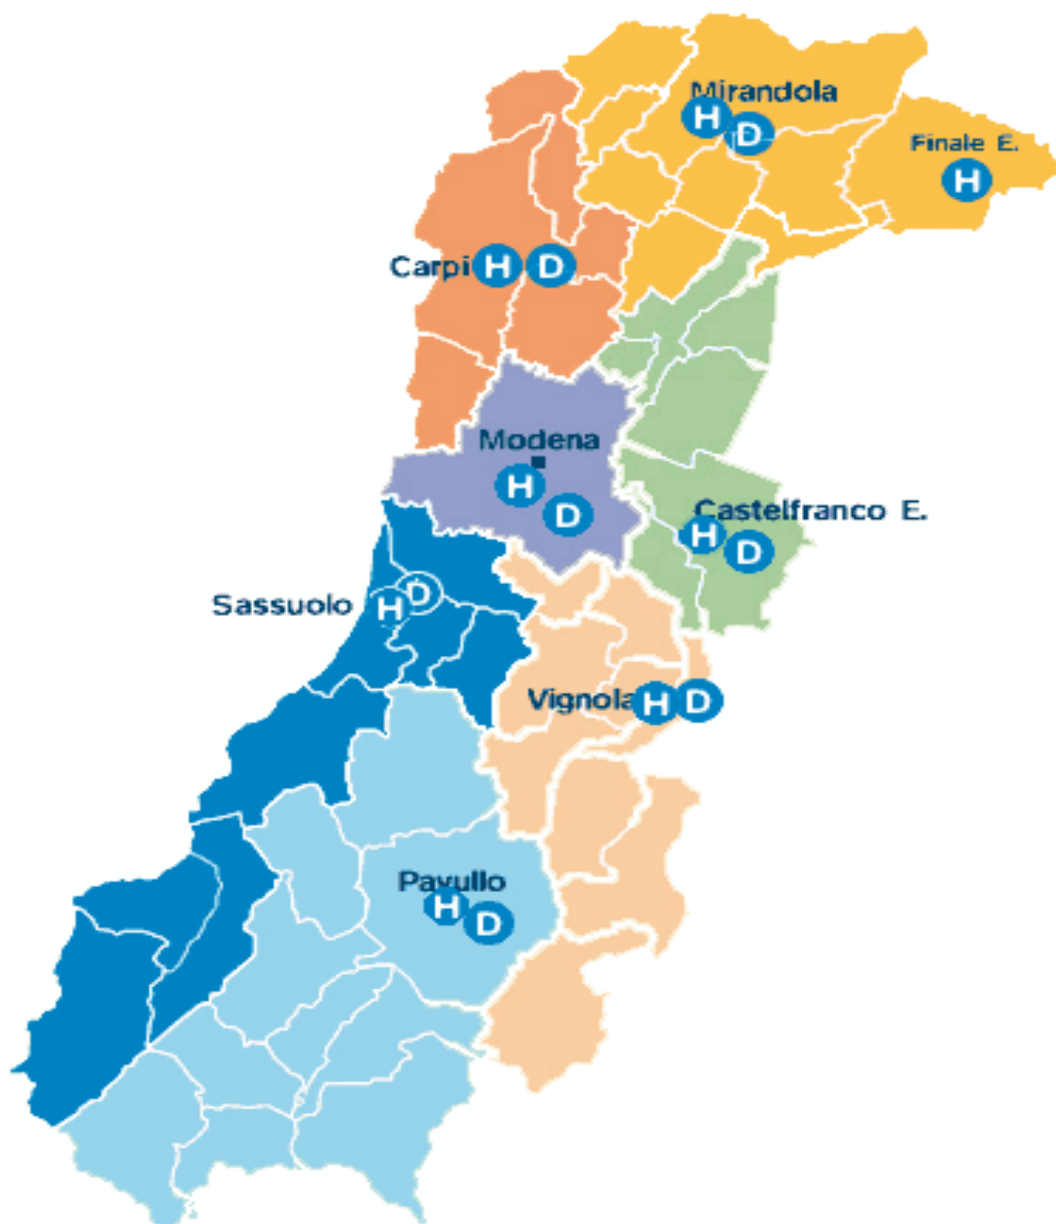 Mirandola
H
D
Finale E.
H
Carpi H D
Modena
H
D
Castelfranco E.
H
D
Sassuolo
H
D
Vignola H D
Pavullo
H
D